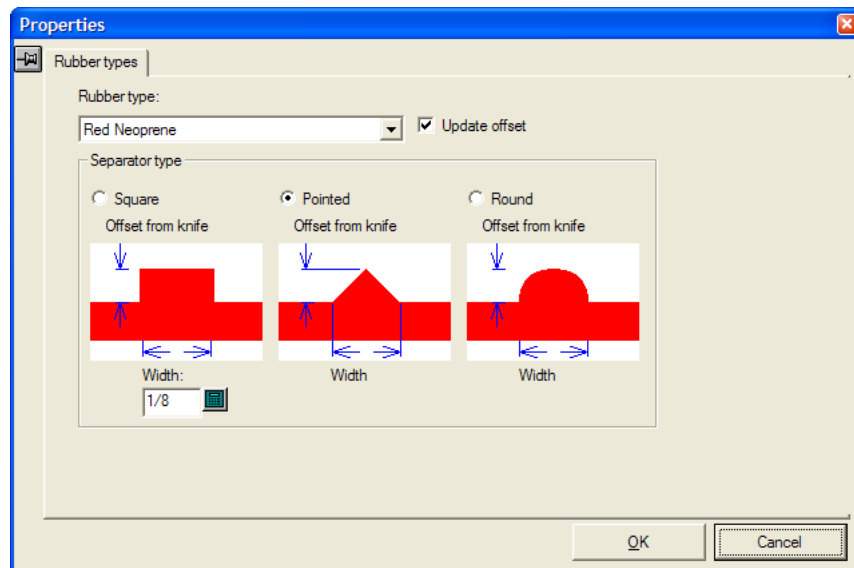 Properties
Rubber types
Rubber type:
Red Neoprene
Update offset
Separator type
Square Pointed Round
Offset from knife Offset from knife Offset from knife
Width: Width Width
1/8
OK Cancel